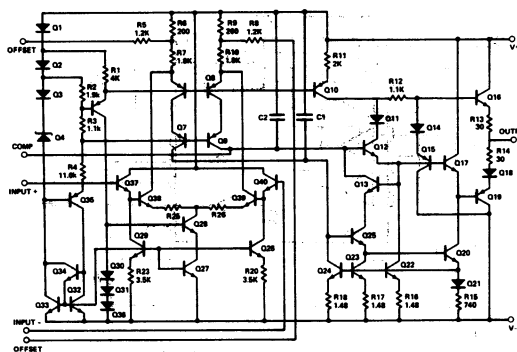 Q1
R5
1.2K
R6
200
R9
200
R8
1.2K
V+
OFFSET
Q2
R1
4K
R7
1.8K
R10
1.8K
R11
2K
Q3
R2
1.9k
Q8
Q10
R12
1.1K
Q16
R3
1.1k
Q11
Q14
R13
30
OUTPUT
Q4
Q7
Q9
C2
C1
Q12
Q15
Q17
R14
30
COMP
R4
11.8K
Q18
INPUT +
Q35
Q37
Q38
Q39
Q40
Q13
Q19
R25
R26
Q28
Q25
Q34
Q29
Q26
Q20
Q33
Q32
Q30
Q31
Q36
R23
3.5K
Q27
R20
3.5K
Q24
Q23
Q22
Q21
R18
1.48
R17
1.48
R16
1.48
R15
740
INPUT -
V-
OFFSET